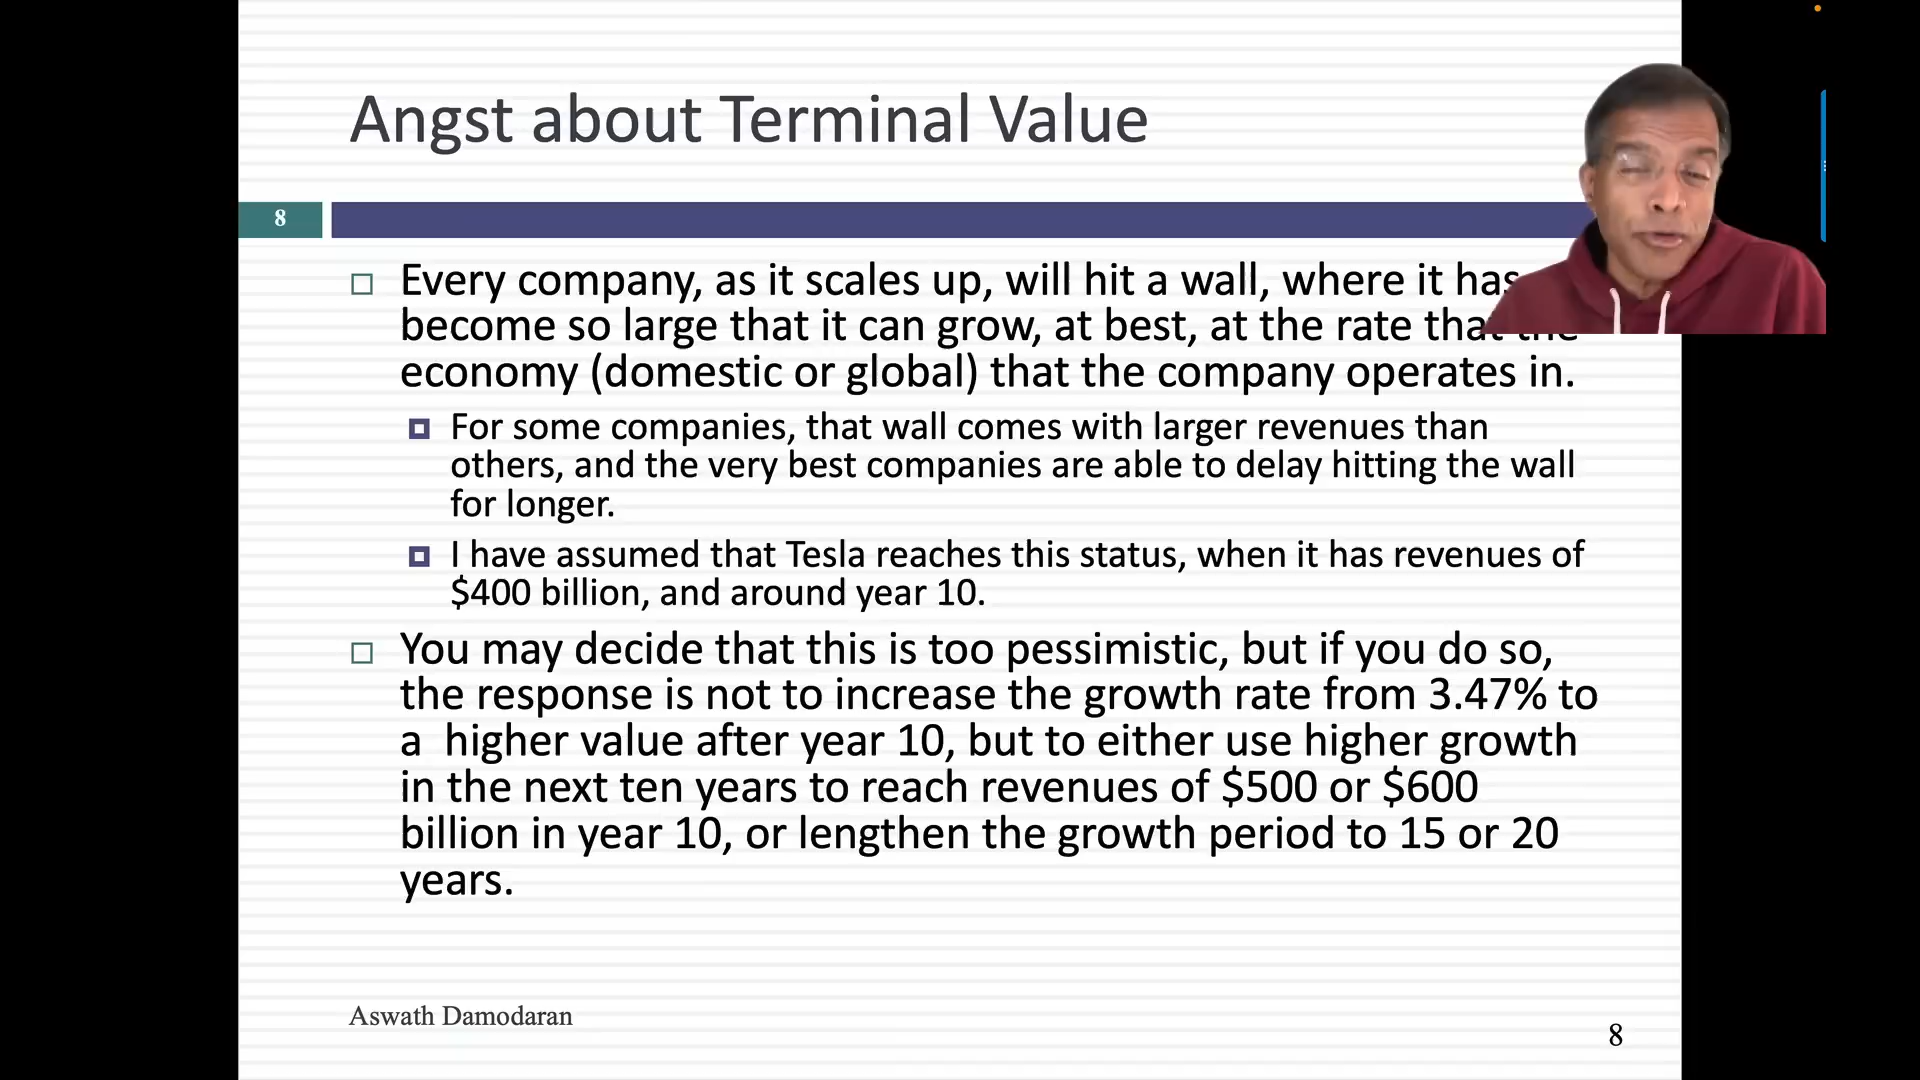 Angst about Terminal Value
8
Every company, as it scales up, will hit a wall, where it has
become so large that it can grow, at best, at the rate that the
economy (domestic or global) that the company operates in.
For some companies, that wall comes with larger revenues than
others, and the very best companies are able to delay hitting the wall
for longer.
I have assumed that Tesla reaches this status, when it has revenues of
$400 billion, and around year 10.
You may decide that this is too pessimistic, but if you do so,
the response is not to increase the growth rate from 3.47% to
a  higher value after year 10, but to either use higher growth
in the next ten years to reach revenues of $500 or $600
billion in year 10, or lengthen the growth period to 15 or 20
years.
Aswath Damodaran
8